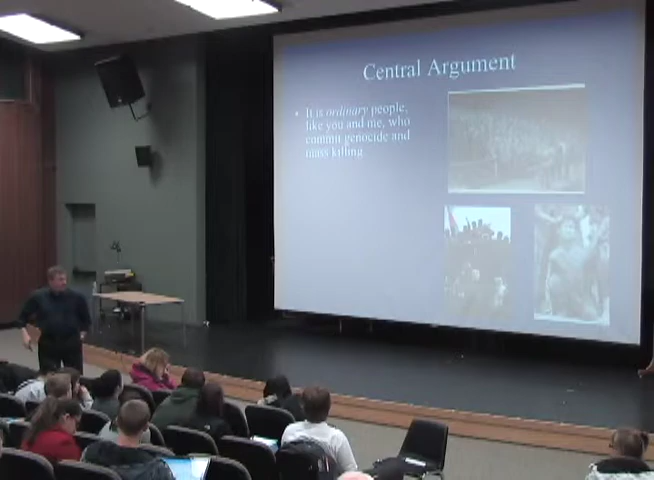 Central Argument
• It is ordinary people,
like you and me, who
commit genocide and
mass killing